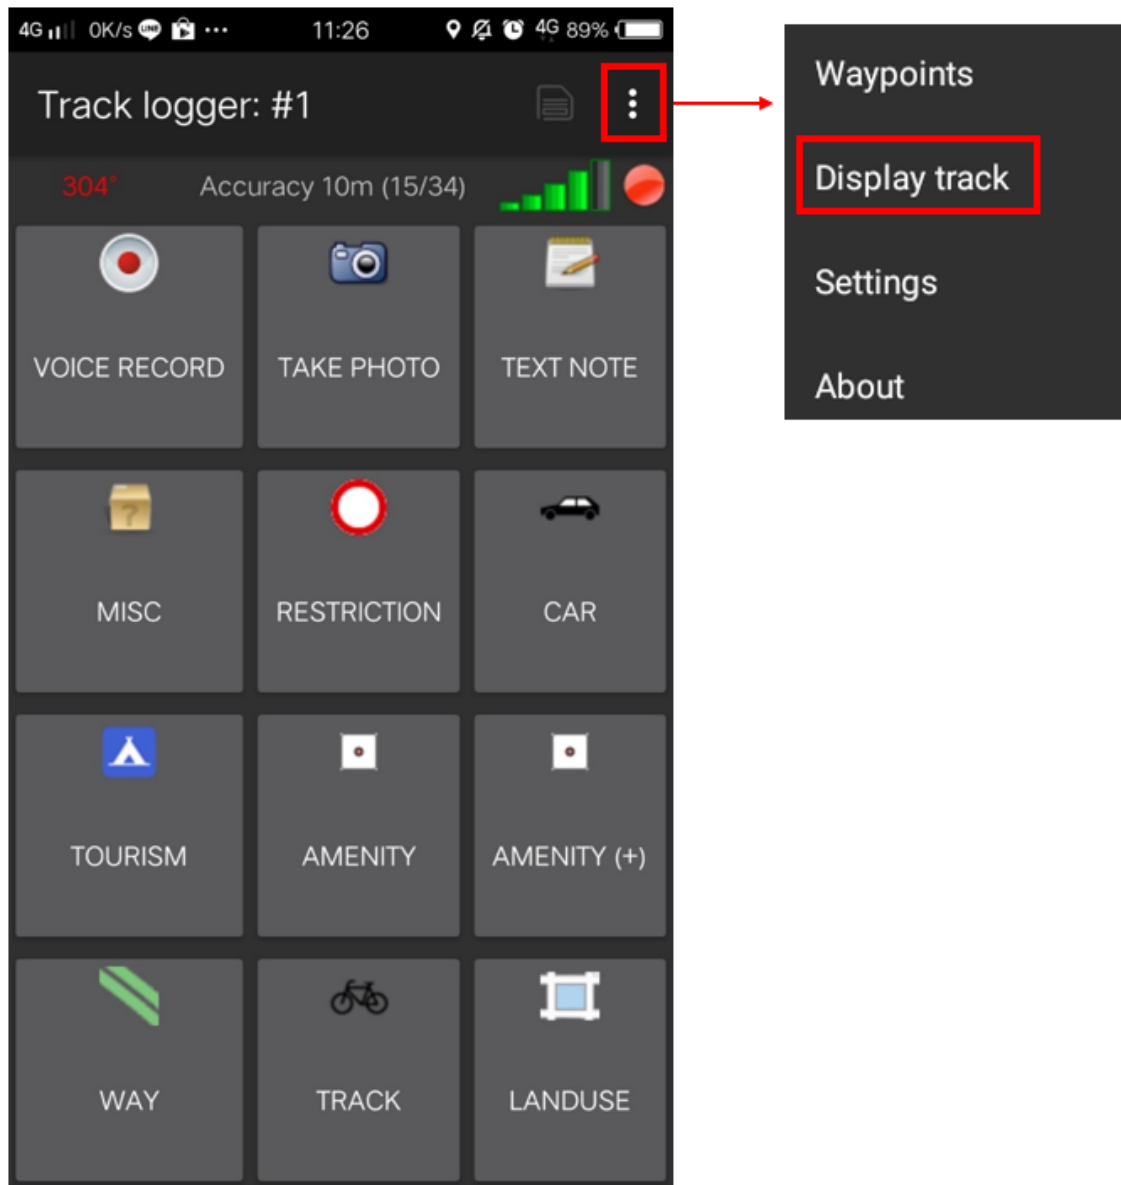 4G 0K/s LINE 11:26 4G 89%
Track logger: #1
304° Accuracy 10m (15/34)
VOICE RECORD TAKE PHOTO TEXT NOTE
?
MISC RESTRICTION CAR
TOURISM AMENITY AMENITY (+)
WAY TRACK LANDUSE
Waypoints
Display track
Settings
About